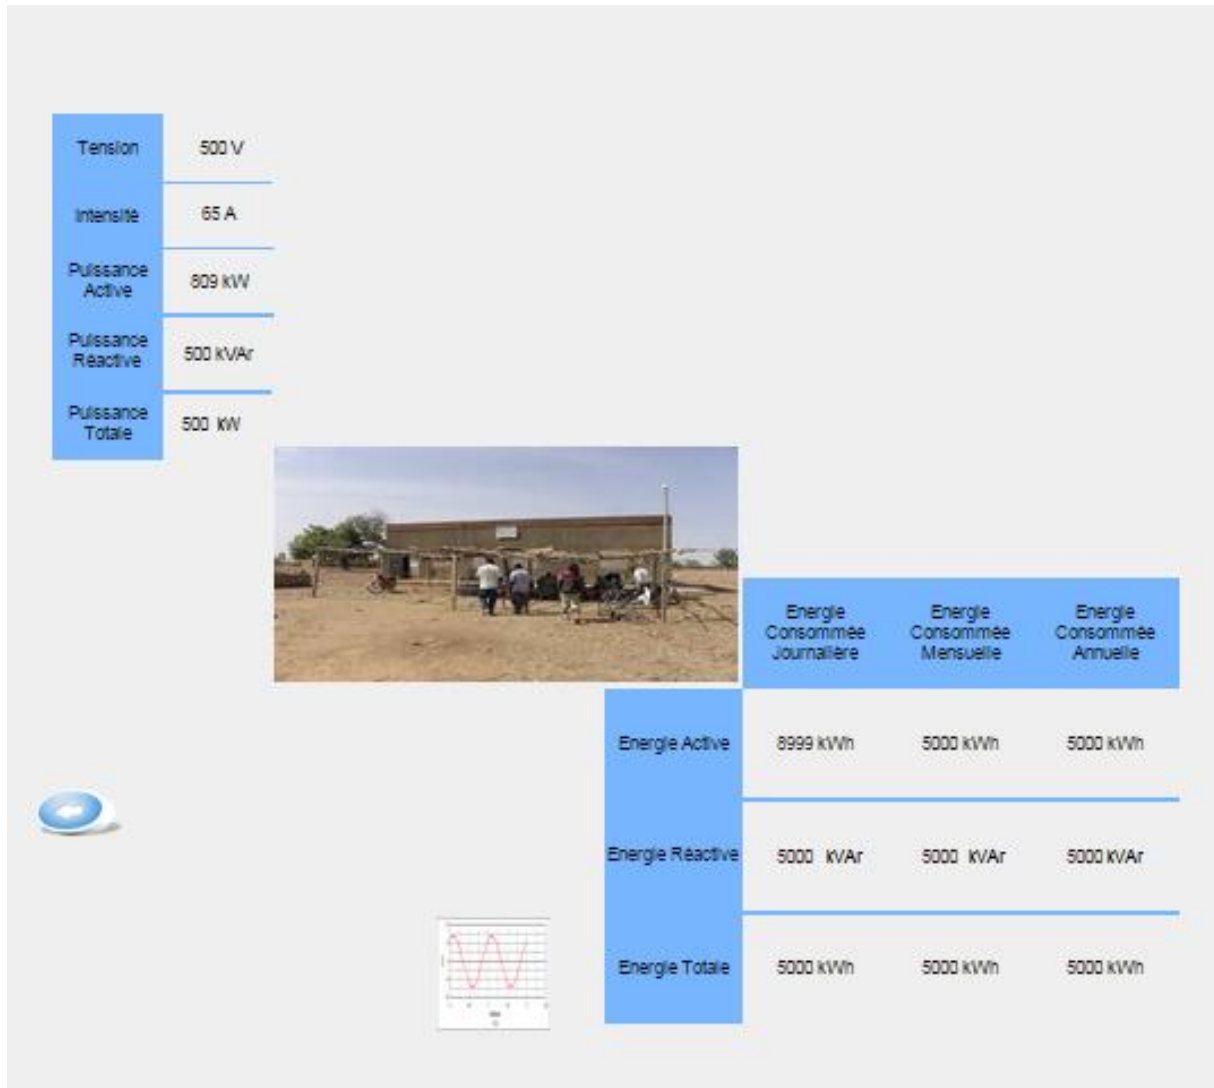 Tension 500 V
Intensité 65 A
Puissance
Active 809 kW
Puissance
Réactive 500 kVAr
Puissance
Totale 500 kW
Energie
Consommée
Journalière
Energie
Consommée
Mensuelle
Energie
Consommée
Annuelle
Energie Active 8999 kWh 5000 kWh 5000 kWh
Energie Réactive 5000 kVAr 5000 kVAr 5000 kVAr
Energie Totale 5000 kWh 5000 kWh 5000 kWh